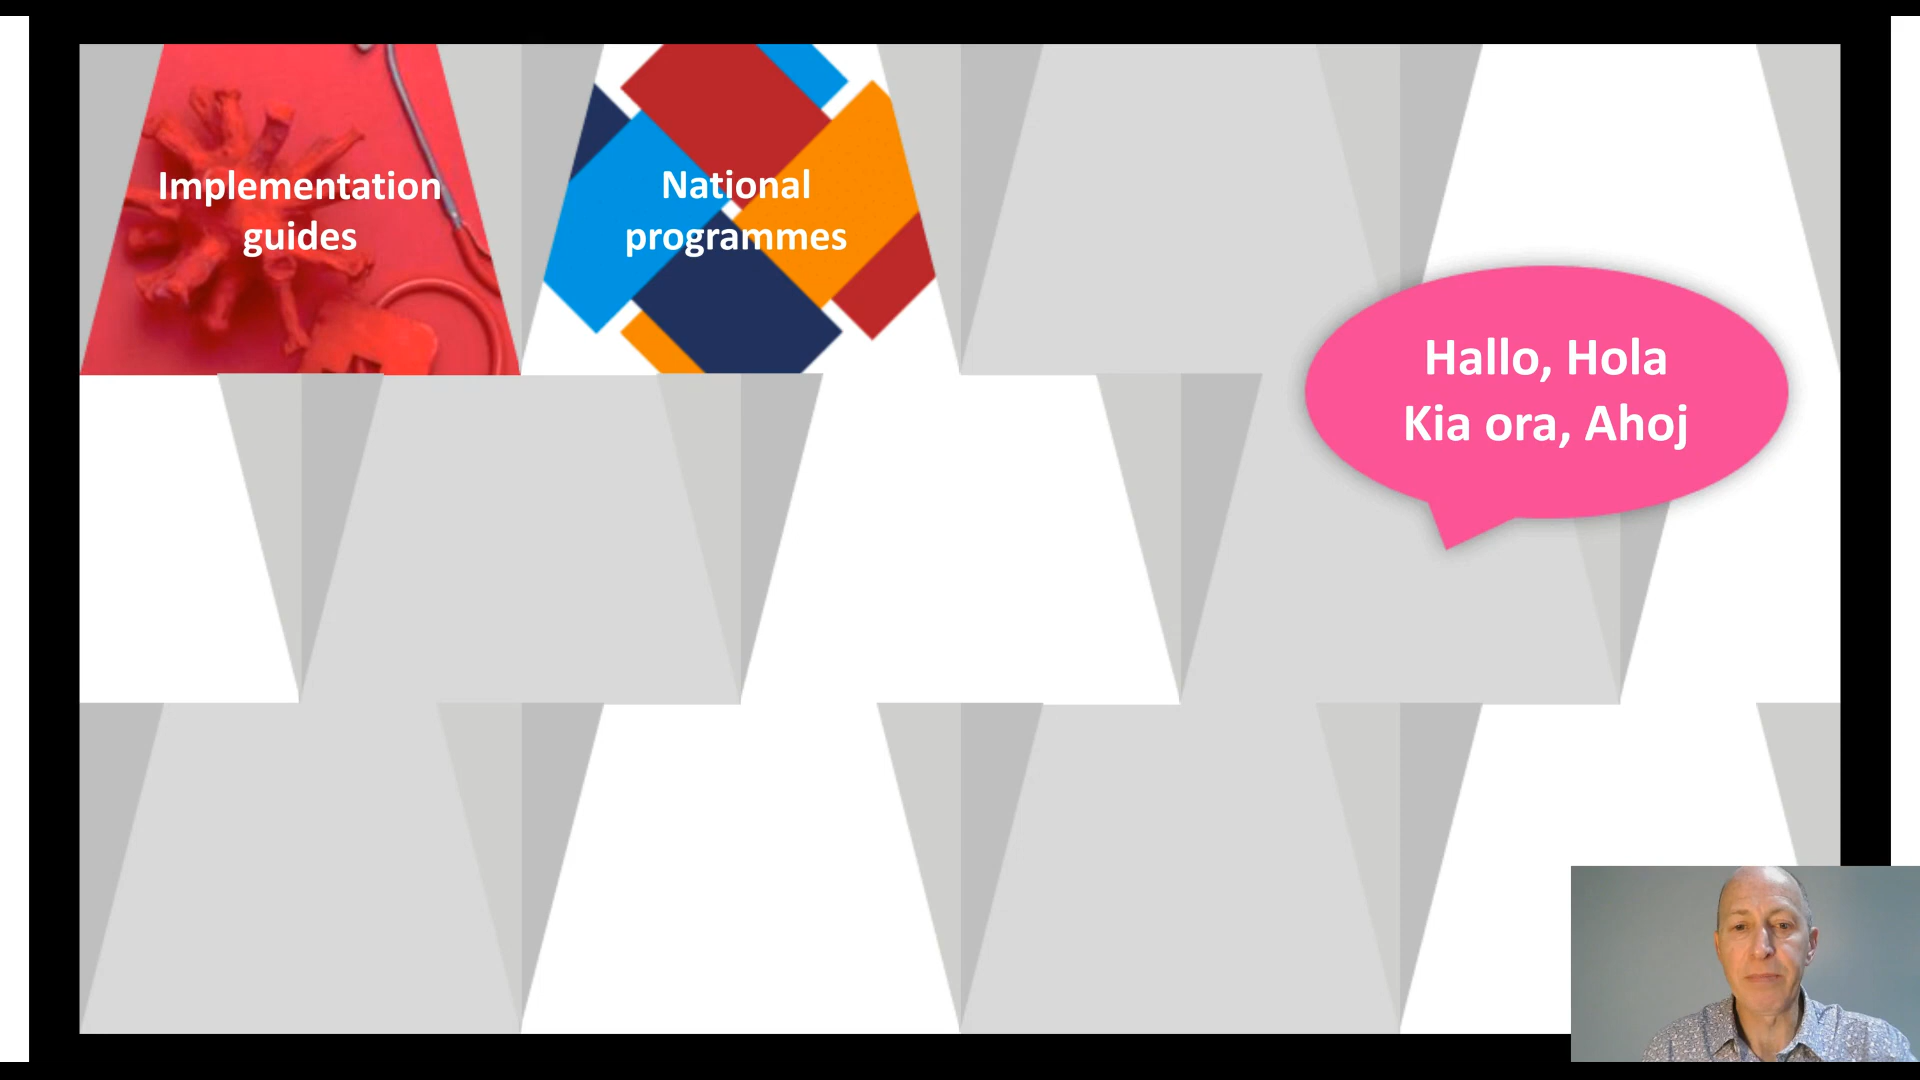 Implementation
guides
National
programmes
Hallo, Hola
Kia ora, Ahoj